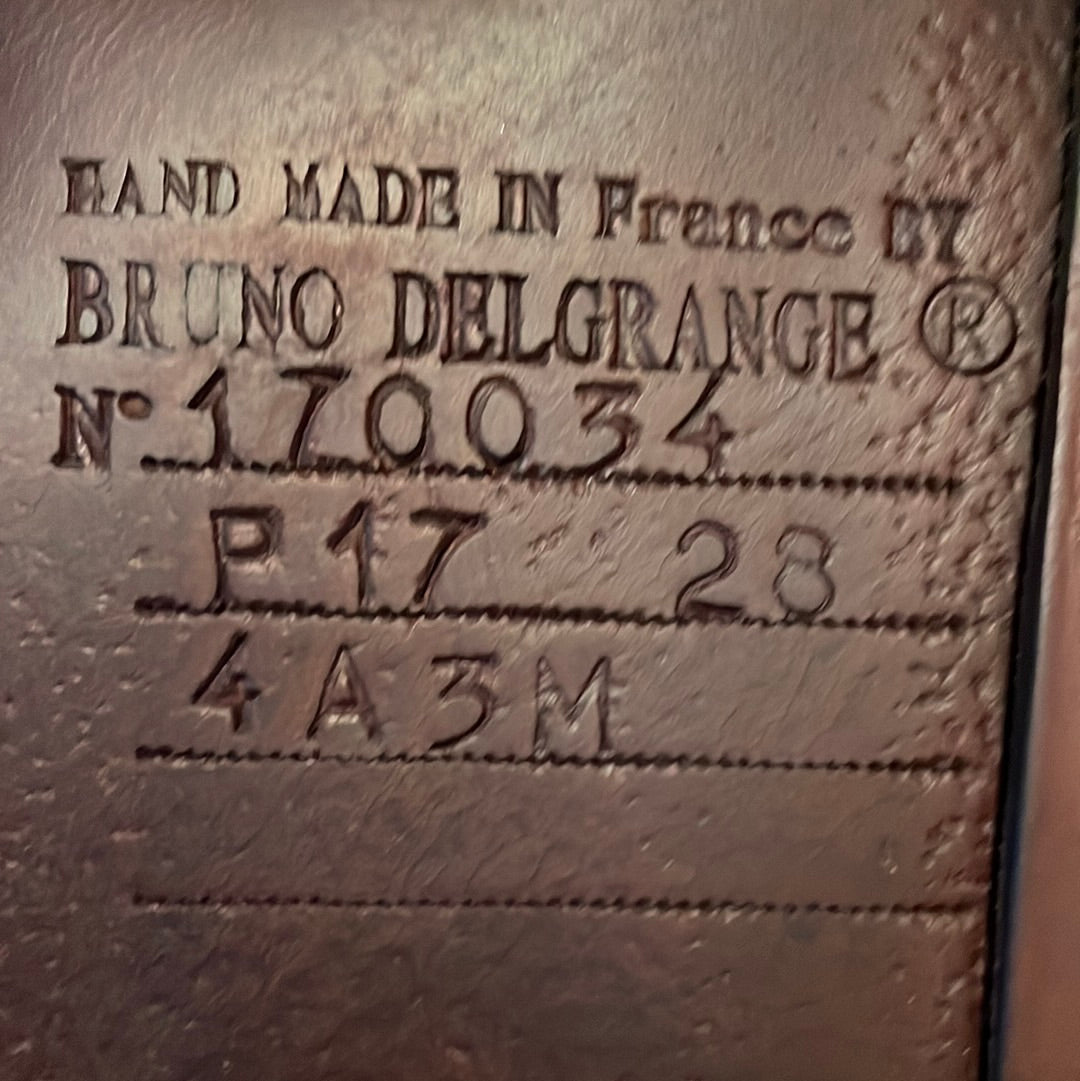 HAND MADE IN France BY
BRUNO DELGRANGE ®
N° 170034
P17 28
4A3M